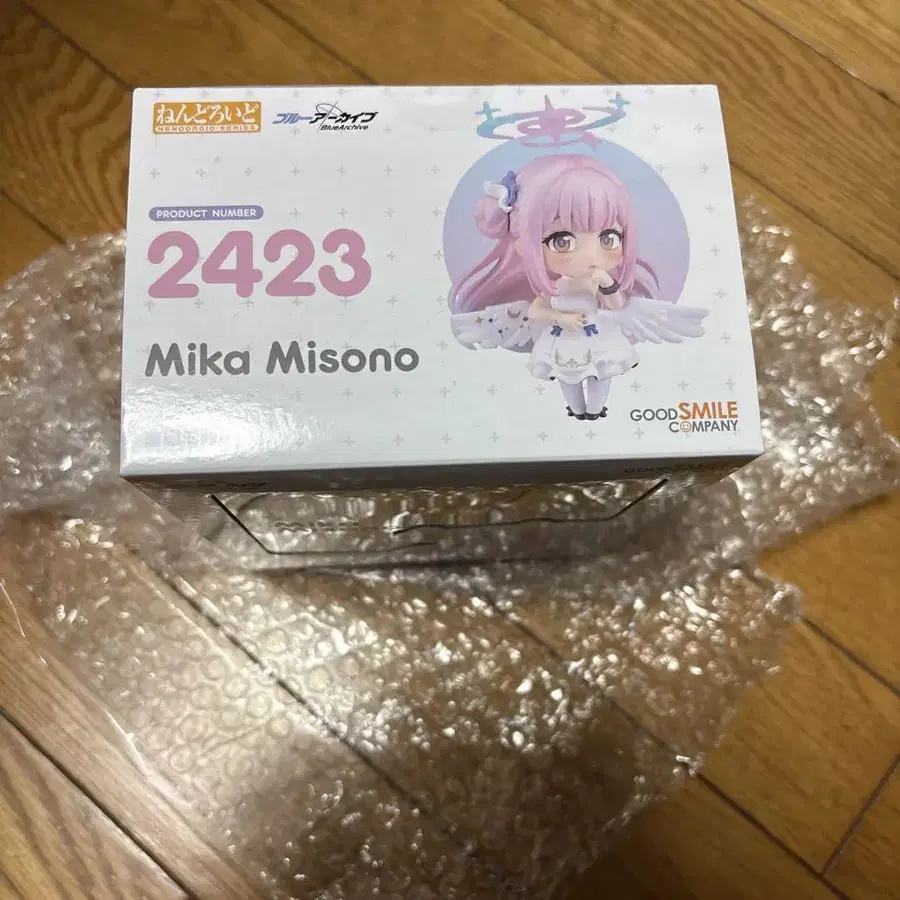 ねんどろいど
NENDOROID SERIES
ブルーアーカイブ
BlueArchive
PRODUCT NUMBER
2423
Mika Misono
GOOD SMILE
COMPANY